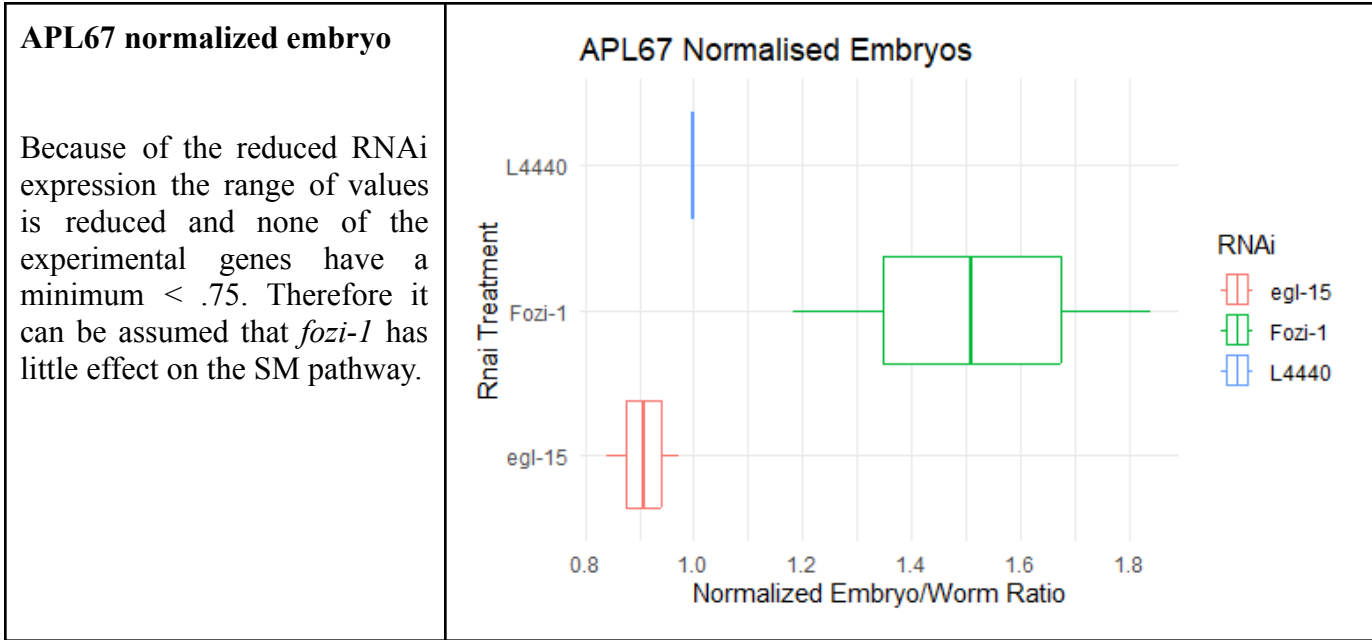 APL67 normalized embryo
Because of the reduced RNAi
expression the range of values
is reduced and none of the
experimental genes have a
minimum < .75. Therefore it
can be assumed that fozi-1 has
little effect on the SM pathway.
APL67 Normalised Embryos
Rnai Treatment
L4440
Fozi-1
egl-15
0.8 1.0 1.2 1.4 1.6 1.8
Normalized Embryo/Worm Ratio
RNAi
egl-15
Fozi-1
L4440